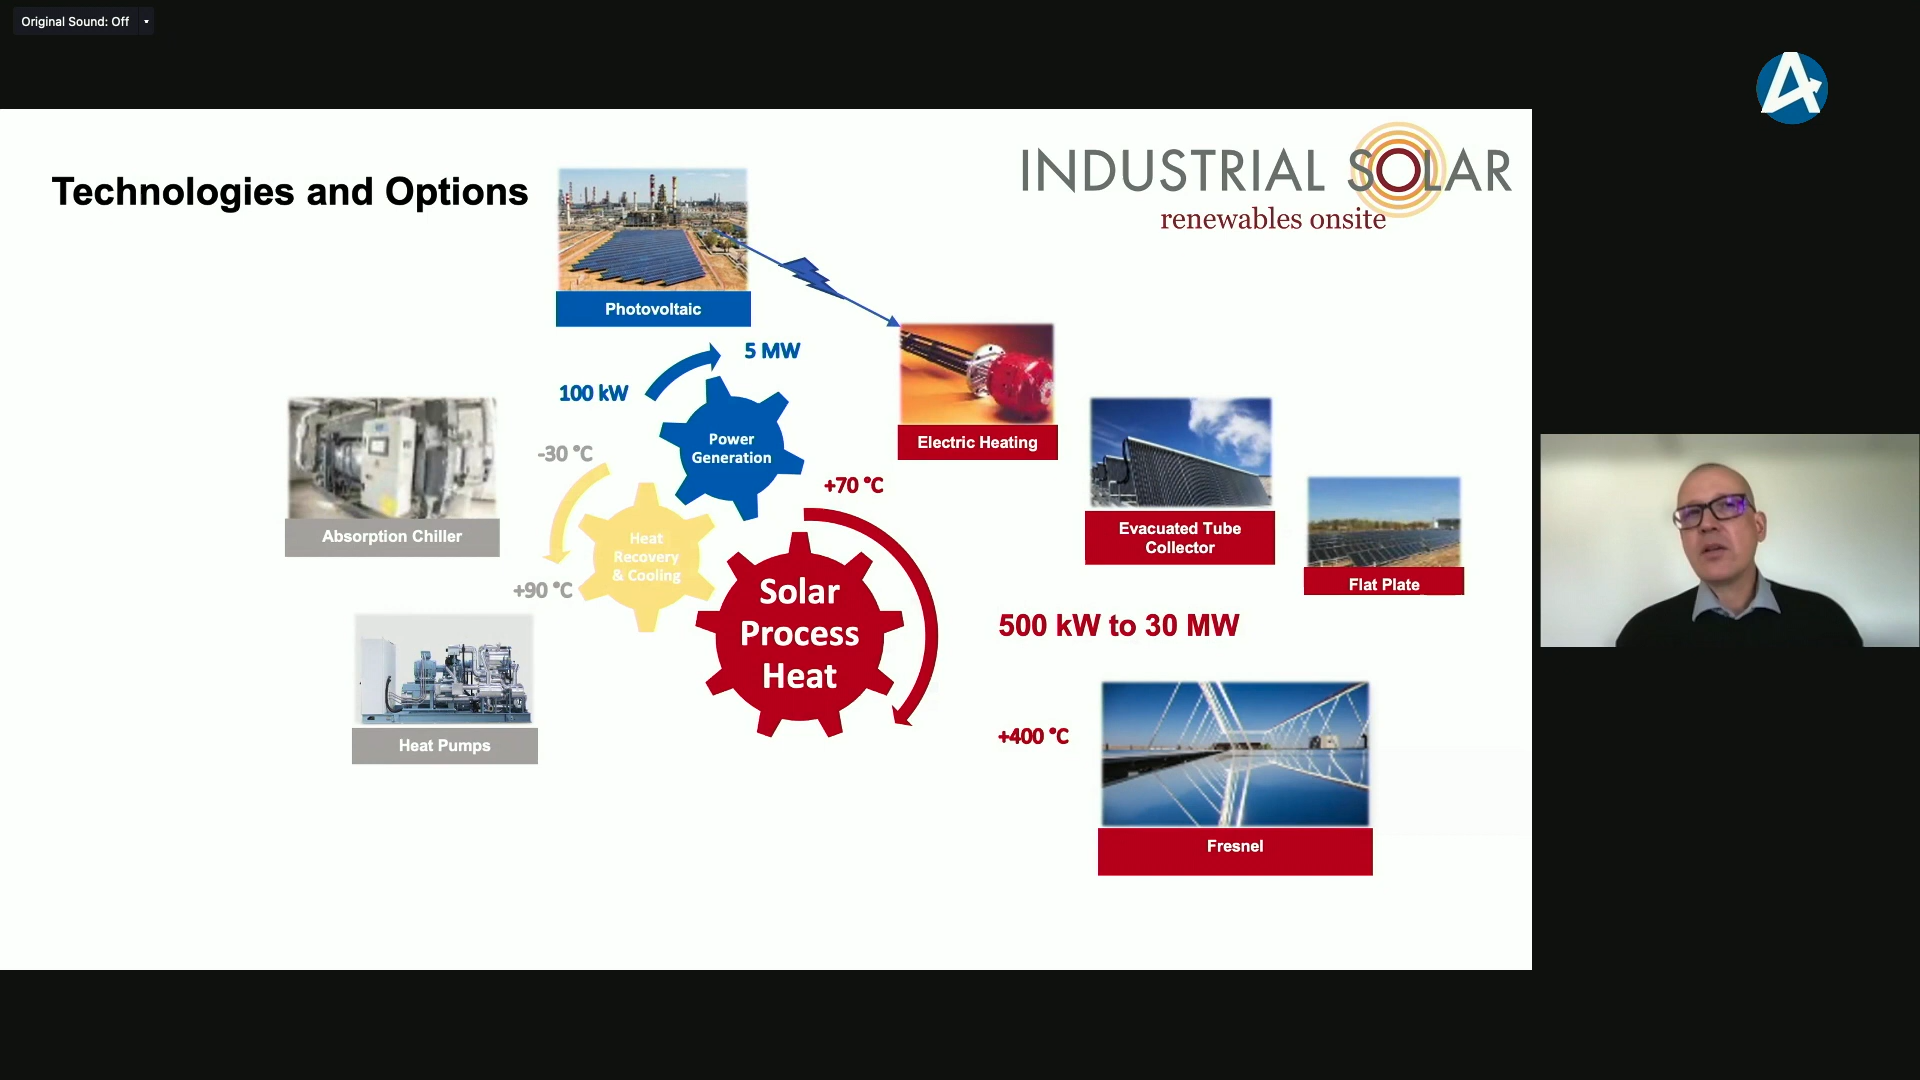 Original Sound: Off
Technologies and Options
INDUSTRIAL SOLAR
renewables onsite
Photovoltaic
5 MW
100 kW
Power
Generation
Electric Heating
-30 °C
+70 °C
Absorption Chiller
Heat
Recovery
& Cooling
+90 °C
Evacuated Tube
Collector
Flat Plate
Solar
Process
Heat
500 kW to 30 MW
Heat Pumps
+400 °C
Fresnel